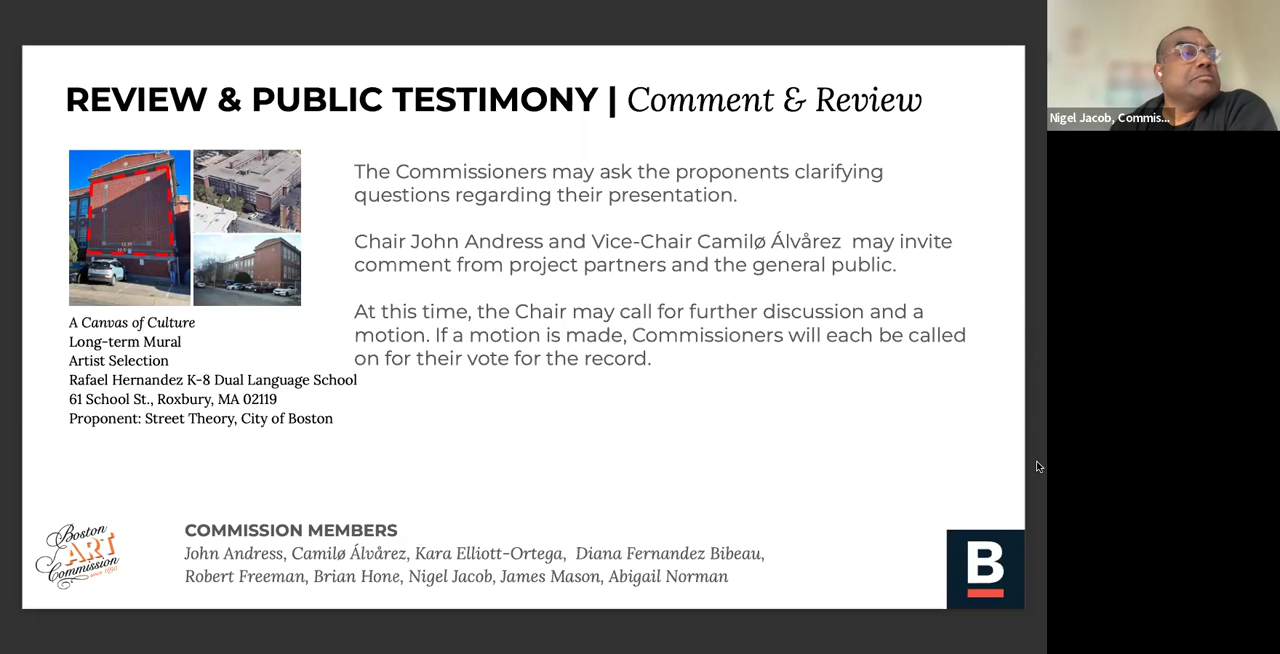 REVIEW & PUBLIC TESTIMONY | Comment & Review
The Commissioners may ask the proponents clarifying
questions regarding their presentation.
Chair John Andress and Vice-Chair Camilø Álvårez may invite
comment from project partners and the general public.
At this time, the Chair may call for further discussion and a
motion. If a motion is made, Commissioners will each be called
on for their vote for the record.
A Canvas of Culture
Long-term Mural
Artist Selection
Rafael Hernandez K-8 Dual Language School
61 School St., Roxbury, MA 02119
Proponent: Street Theory, City of Boston
Boston
ART
Commission
since 1890
COMMISSION MEMBERS
John Andress, Camilø Álvårez, Kara Elliott-Ortega, Diana Fernandez Bibeau,
Robert Freeman, Brian Hone, Nigel Jacob, James Mason, Abigail Norman
B
Nigel Jacob, Commis...